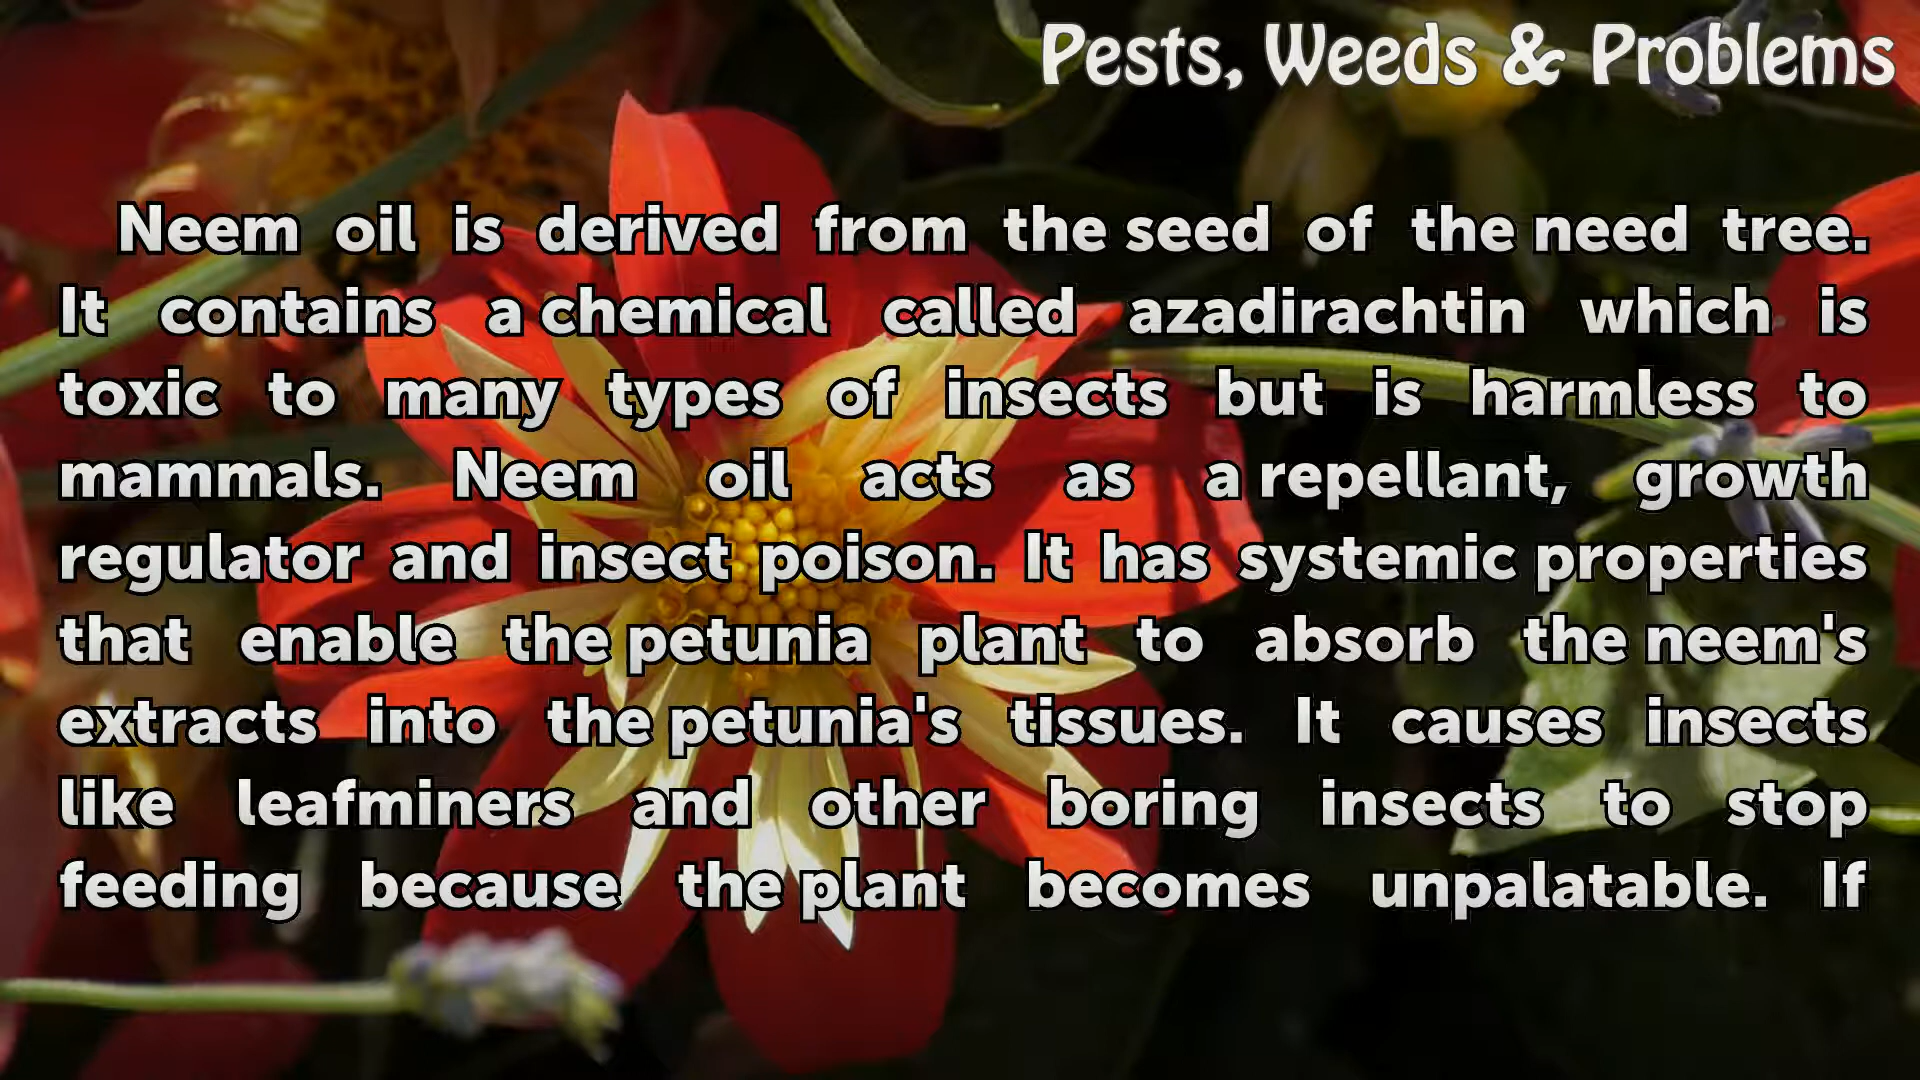 Pests, Weeds & Problems
Neem oil is derived from the seed of the need tree.
It contains a chemical called azadirachtin which is
toxic to many types of insects but is harmless to
mammals. Neem oil acts as a repellant, growth
regulator and insect poison. It has systemic properties
that enable the petunia plant to absorb the neem's
extracts into the petunia's tissues. It causes insects
like leafminers and other boring insects to stop
feeding because the plant becomes unpalatable. If